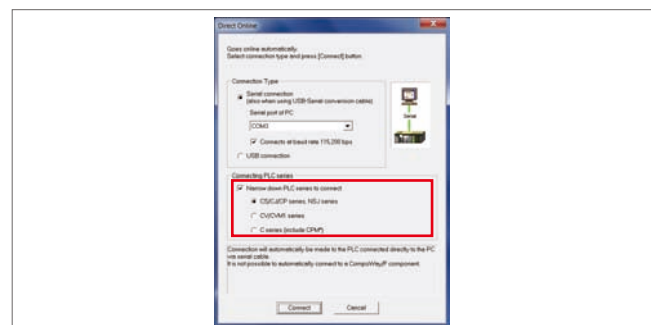 Direct Online
Goes online automatically.
Select connection type and press [Connect] button.
Connection Type
Serial connection
(also when using USB-Serial conversion cable)
Serial port of PC
COM3
Connects at baud rate 115,200 bps
USB connection
Serial
Connecting PLC series
Narrow down PLC series to connect
CS/CJ/CP series, NSJ series
CV/CVM1 series
C series (include CPM*)
Connection will automatically be made to the PLC connected directly to the PC
via serial cable.
It is not possible to automatically connect to a CompoWay/F component.
Connect
Cancel